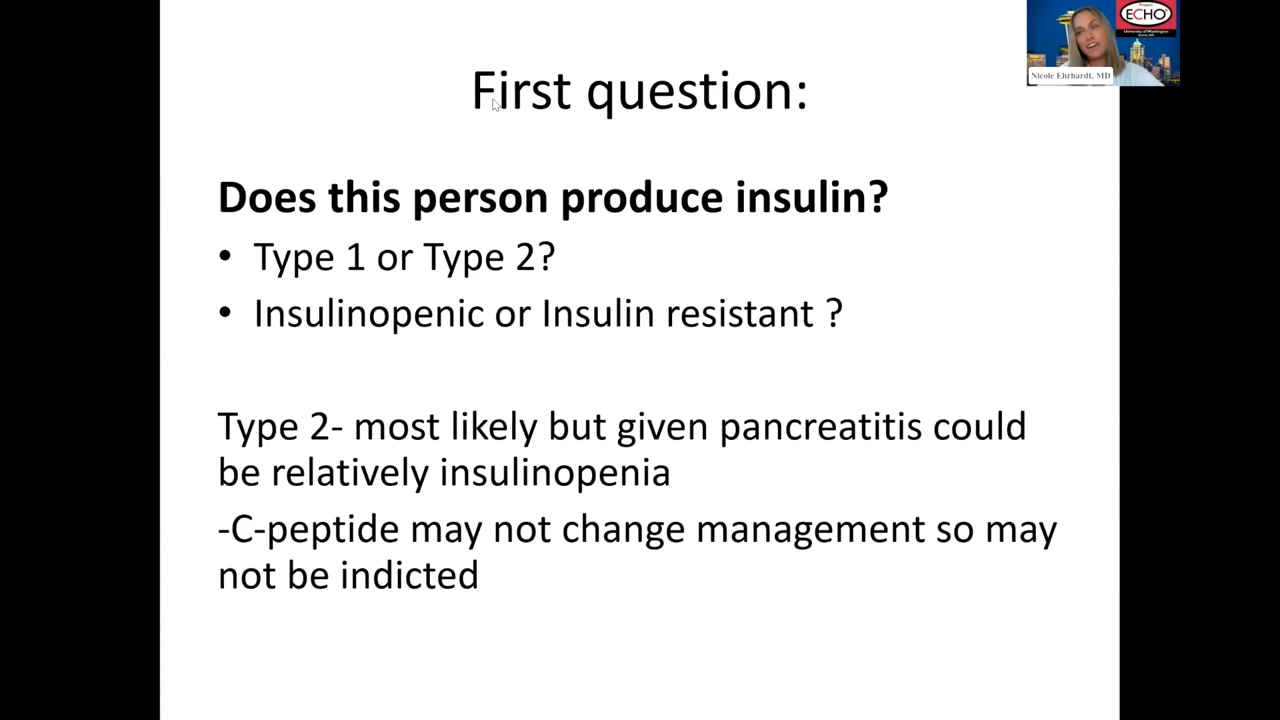 First question:
Does this person produce insulin?
• Type 1 or Type 2?
• Insulinopenic or Insulin resistant ?
Type 2- most likely but given pancreatitis could
be relatively insulinopenia
-C-peptide may not change management so may
not be indicted
Project
ECHO
University of Washington
Nicole Ehrhardt, MD